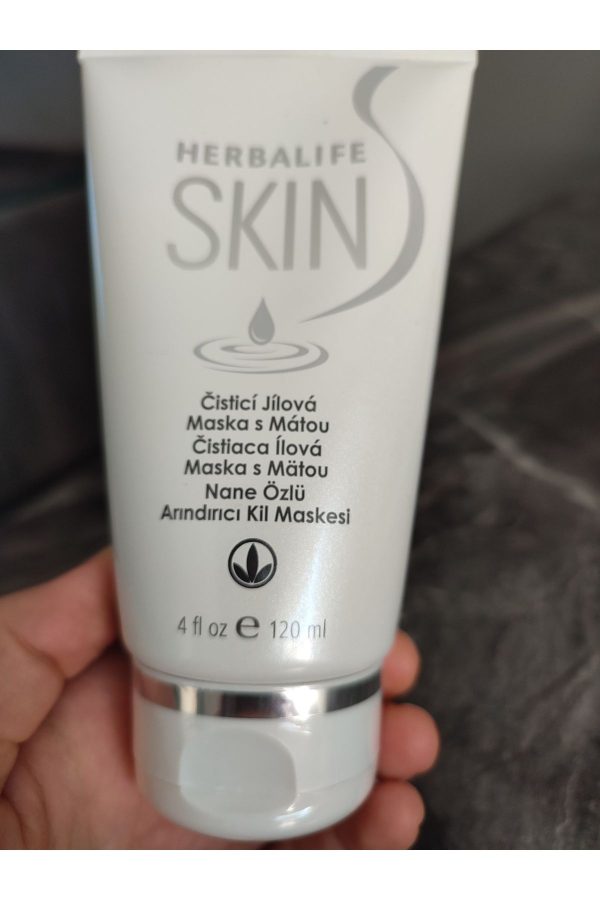 HERBALIFE
SKIN
Čisticí Jílová
Maska s Mátou
Čistiaca Ílová
Maska s Mätou
Nane Özlü
Arındırıcı Kil Maskesi
4 fl oz e 120 ml